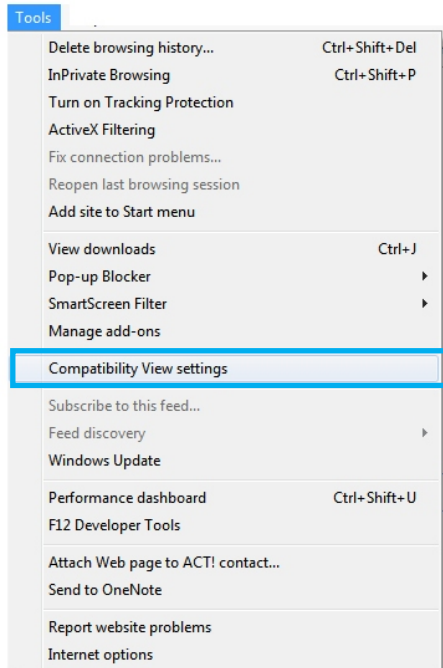 Tools
Delete browsing history... Ctrl+Shift+Del
InPrivate Browsing Ctrl+Shift+P
Turn on Tracking Protection
ActiveX Filtering
Fix connection problems...
Reopen last browsing session
Add site to Start menu
View downloads Ctrl+J
Pop-up Blocker
SmartScreen Filter
Manage add-ons
Compatibility View settings
Subscribe to this feed...
Feed discovery
Windows Update
Performance dashboard Ctrl+Shift+U
F12 Developer Tools
Attach Web page to ACT! contact...
Send to OneNote
Report website problems
Internet options